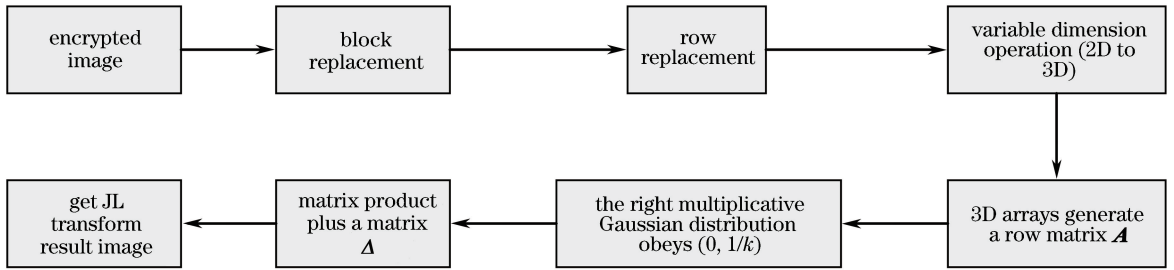 encrypted
image
block
replacement
row
replacement
variable dimension
operation (2D to
3D)
3D arrays generate
a row matrix A
the right multiplicative
Gaussian distribution
obeys (0, 1/k)
matrix product
plus a matrix
Δ
get JL
transform
result image